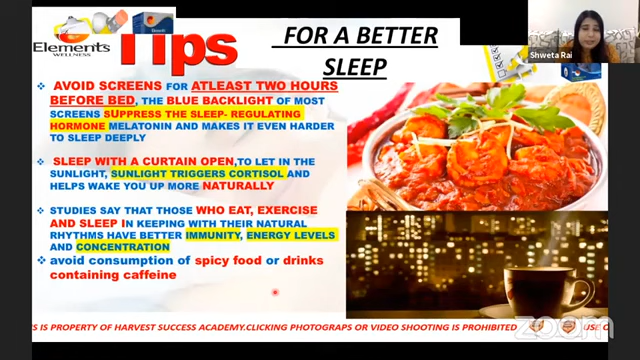 Elements
WELLNESS
Tips
FOR A BETTER
SLEEP
Shweta Rai
AVOID SCREENS FOR ATLEAST TWO HOURS
BEFORE BED, THE BLUE BACKLIGHT OF MOST
SCREENS SUPPRESS THE SLEEP- REGULATING
HORMONE MELATONIN AND MAKES IT EVEN HARDER
TO SLEEP DEEPLY
SLEEP WITH A CURTAIN OPEN,TO LET IN THE
SUNLIGHT, SUNLIGHT TRIGGERS CORTISOL AND
HELPS WAKE YOU UP MORE NATURALLY
STUDIES SAY THAT THOSE WHO EAT, EXERCISE
AND SLEEP IN KEEPING WITH THEIR NATURAL
RHYTHMS HAVE BETTER IMMUNITY, ENERGY LEVELS
AND CONCENTRATION
avoid consumption of spicy food or drinks
containing caffeine
IS PROPERTY OF HARVEST SUCCESS ACADEMY.CLICKING PHOTOGRAPS OR VIDEO SHOOTING IS PROHIBITED
USE O
zoom